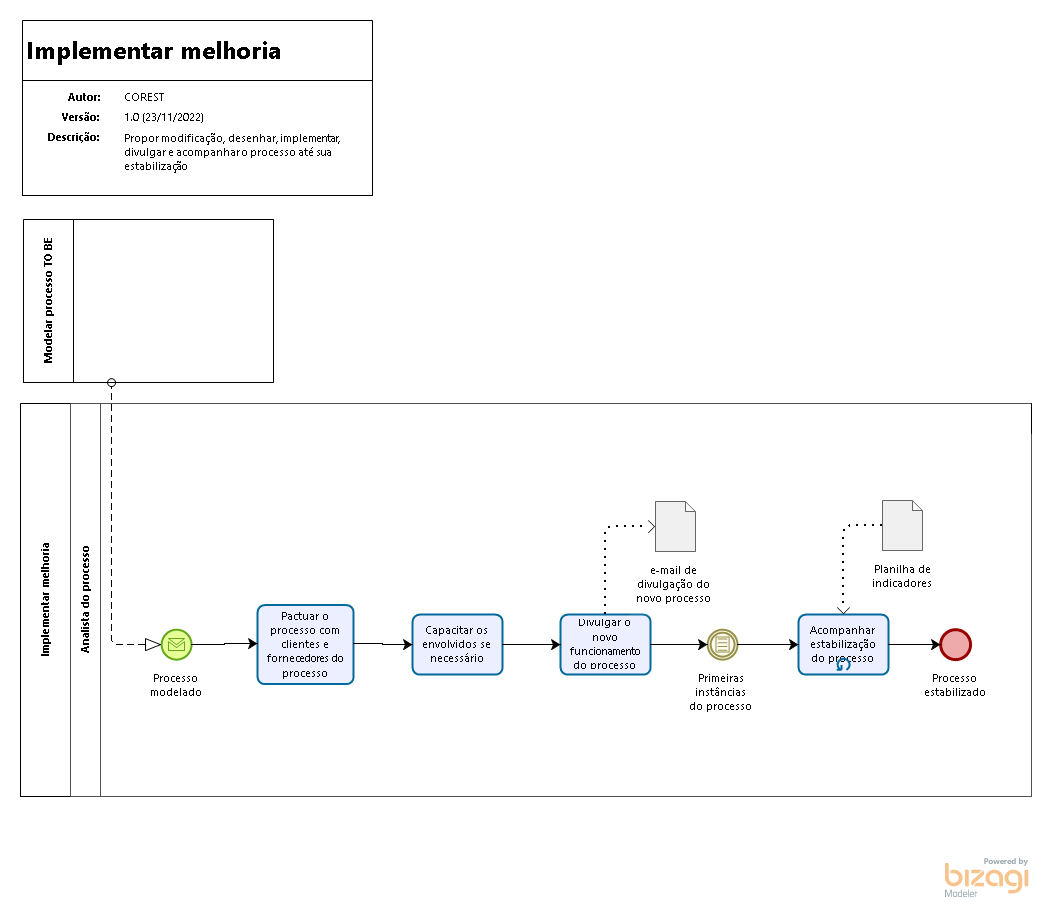 Implementar melhoria
Autor: COREST
Versão: 1.0 (23/11/2022)
Descrição: Propor modificação, desenhar, implementar,
divulgar e acompanhar o processo até sua
estabilização
Modelar processo TO BE
Implementar melhoria
Analista do processo
Processo
modelado
Pactuar o
processo com
clientes e
fornecedores do
processo
Capacitar os
envolvidos se
necessário
Divulgar o
novo
funcionamento
do processo
e-mail de
divulgação do
novo processo
Primeiras
instâncias
do processo
Acompanhar
estabilização
do processo
Planilha de
indicadores
Processo
estabilizado
Powered by
bizagi
Modeler